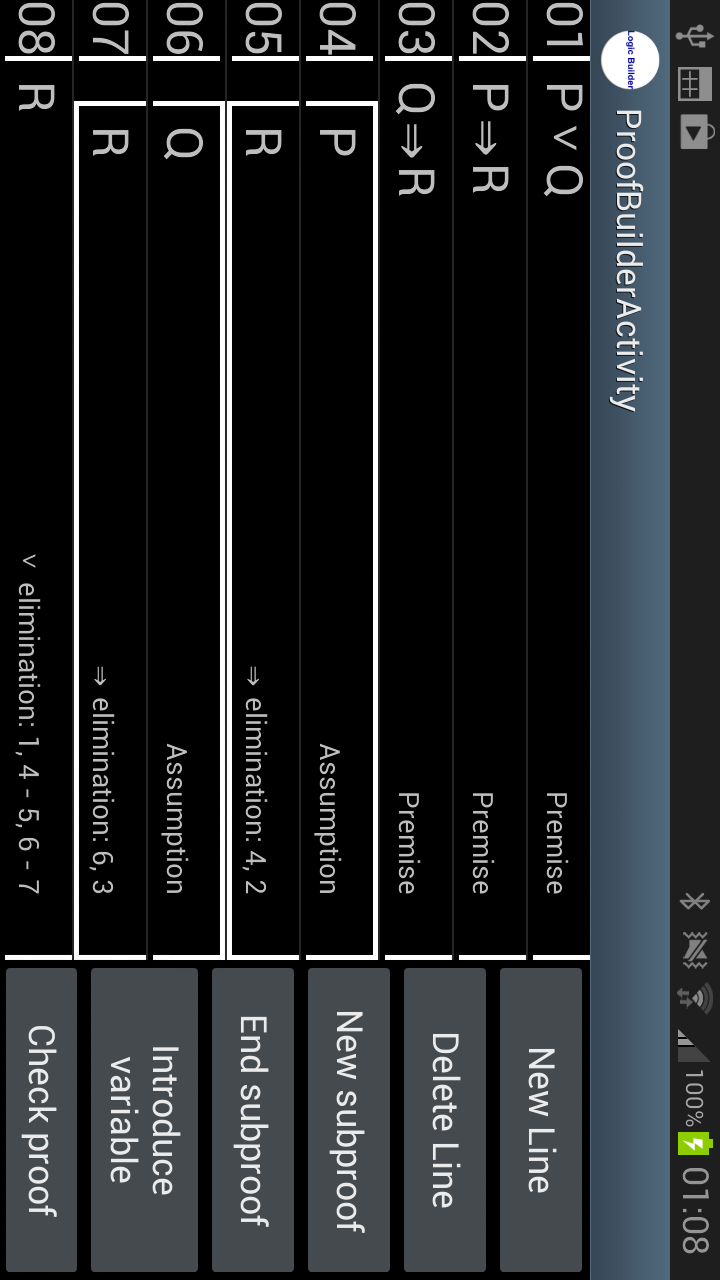 100% 01:08
Logic Builder
ProofBuilderActivity
01 P ∨ Q Premise
02 P ⇒ R Premise
03 Q ⇒ R Premise
04 P Assumption
05 R ⇒ elimination: 4, 2
06 Q Assumption
07 R ⇒ elimination: 6, 3
08 R ∨ elimination: 1, 4 - 5, 6 - 7
New Line
Delete Line
New subproof
End subproof
Introduce
variable
Check proof